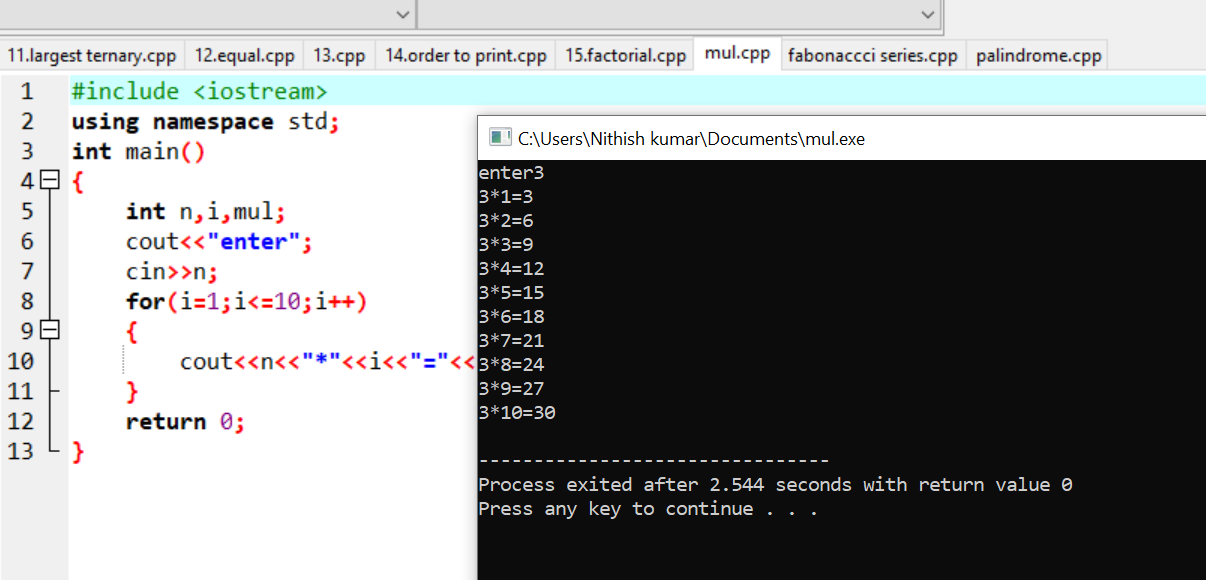 11.largest ternary.cpp 12.equal.cpp 13.cpp 14.order to print.cpp 15.factorial.cpp mul.cpp fabonaccci series.cpp palindrome.cpp
1 #include <iostream>
2 using namespace std;
3 int main()
4 {
5 int n,i,mul;
6 cout<<"enter";
7 cin>>n;
8 for(i=1;i<=10;i++)
9 {
10 cout<<n<<"*"<<i<<"="<<
11 }
12 return 0;
13 }
C:\Users\Nithish kumar\Documents\mul.exe
enter3
3*1=3
3*2=6
3*3=9
3*4=12
3*5=15
3*6=18
3*7=21
3*8=24
3*9=27
3*10=30
--------------------------------
Process exited after 2.544 seconds with return value 0
Press any key to continue . . .